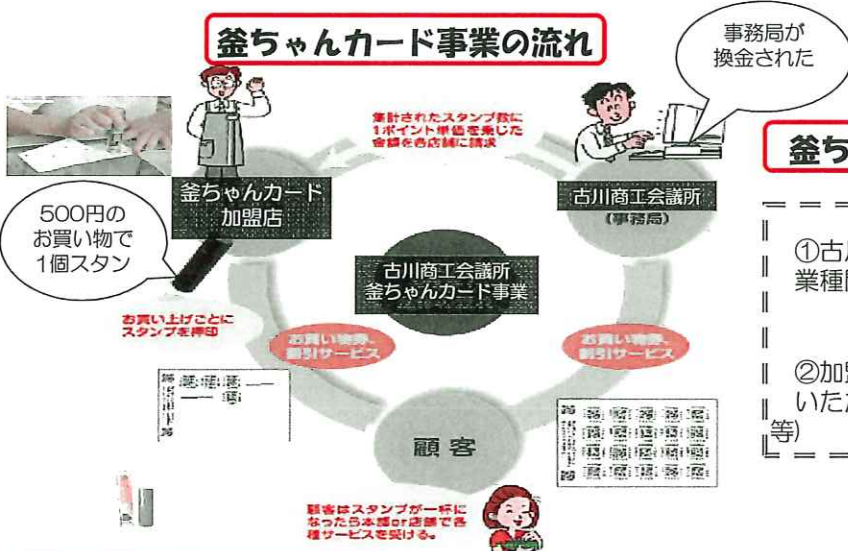 釜ちゃんカード事業の流れ
事務局が
換金された
集計されたスタンプ数に
1ポイント単価を乗じた
金額を各店舗に請求
釜ちゃんカード
加盟店
古川商工会議所
(事務局)
500円の
お買い物で
1個スタン
古川商工会議所
釜ちゃんカード事業
お買い上げごとに
スタンプを押印
お買い物券、
割引サービス
お買い物券、
割引サービス
顧客
顧客はスタンプが一杯に
なったら本部or店舗で各
種サービスを受ける。
釜ち
①古川
業種
②加盟
いただ
等)